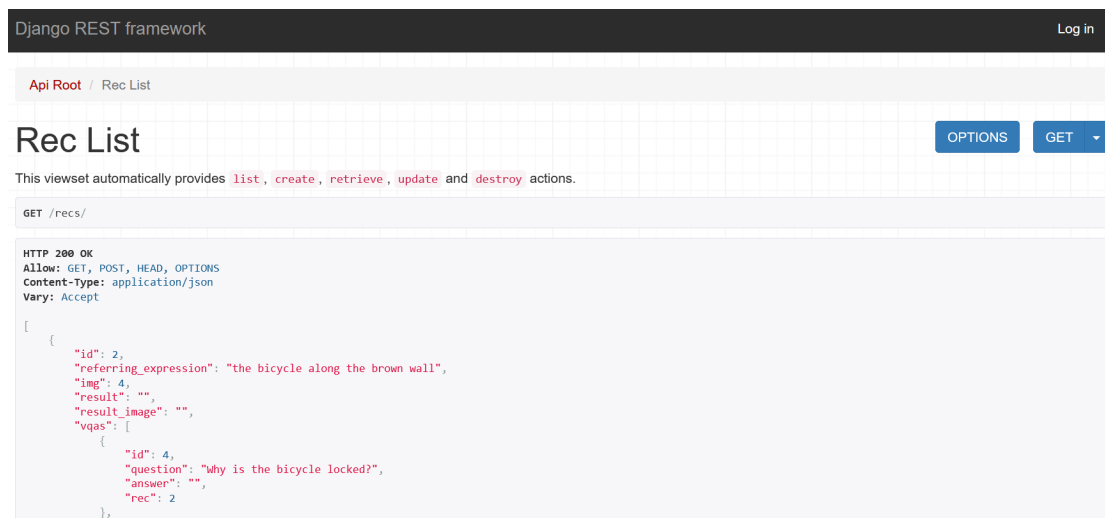 Django REST framework
Log in
Api Root / Rec List
Rec List
OPTIONS
GET
This viewset automatically provides list, create, retrieve, update and destroy actions.
GET /recs/
HTTP 200 OK
Allow: GET, POST, HEAD, OPTIONS
Content-Type: application/json
Vary: Accept
[
{
"id": 2,
"referring_expression": "the bicycle along the brown wall",
"img": 4,
"result": "",
"result_image": "",
"vqas": [
{
"id": 4,
"question": "Why is the bicycle locked?",
"answer": "",
"rec": 2
},